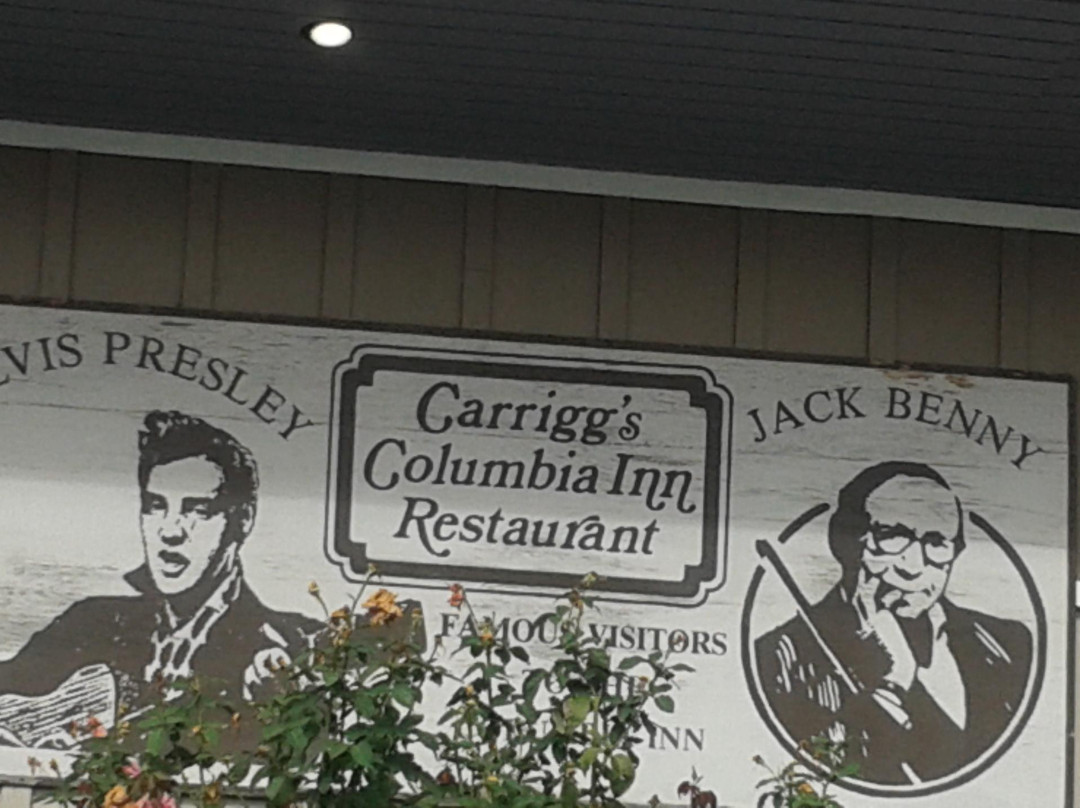 VIS PRESLEY
Carrigg's
Columbia Inn
Restaurant
JACK BENNY
FAMOUS VISITORS
INN